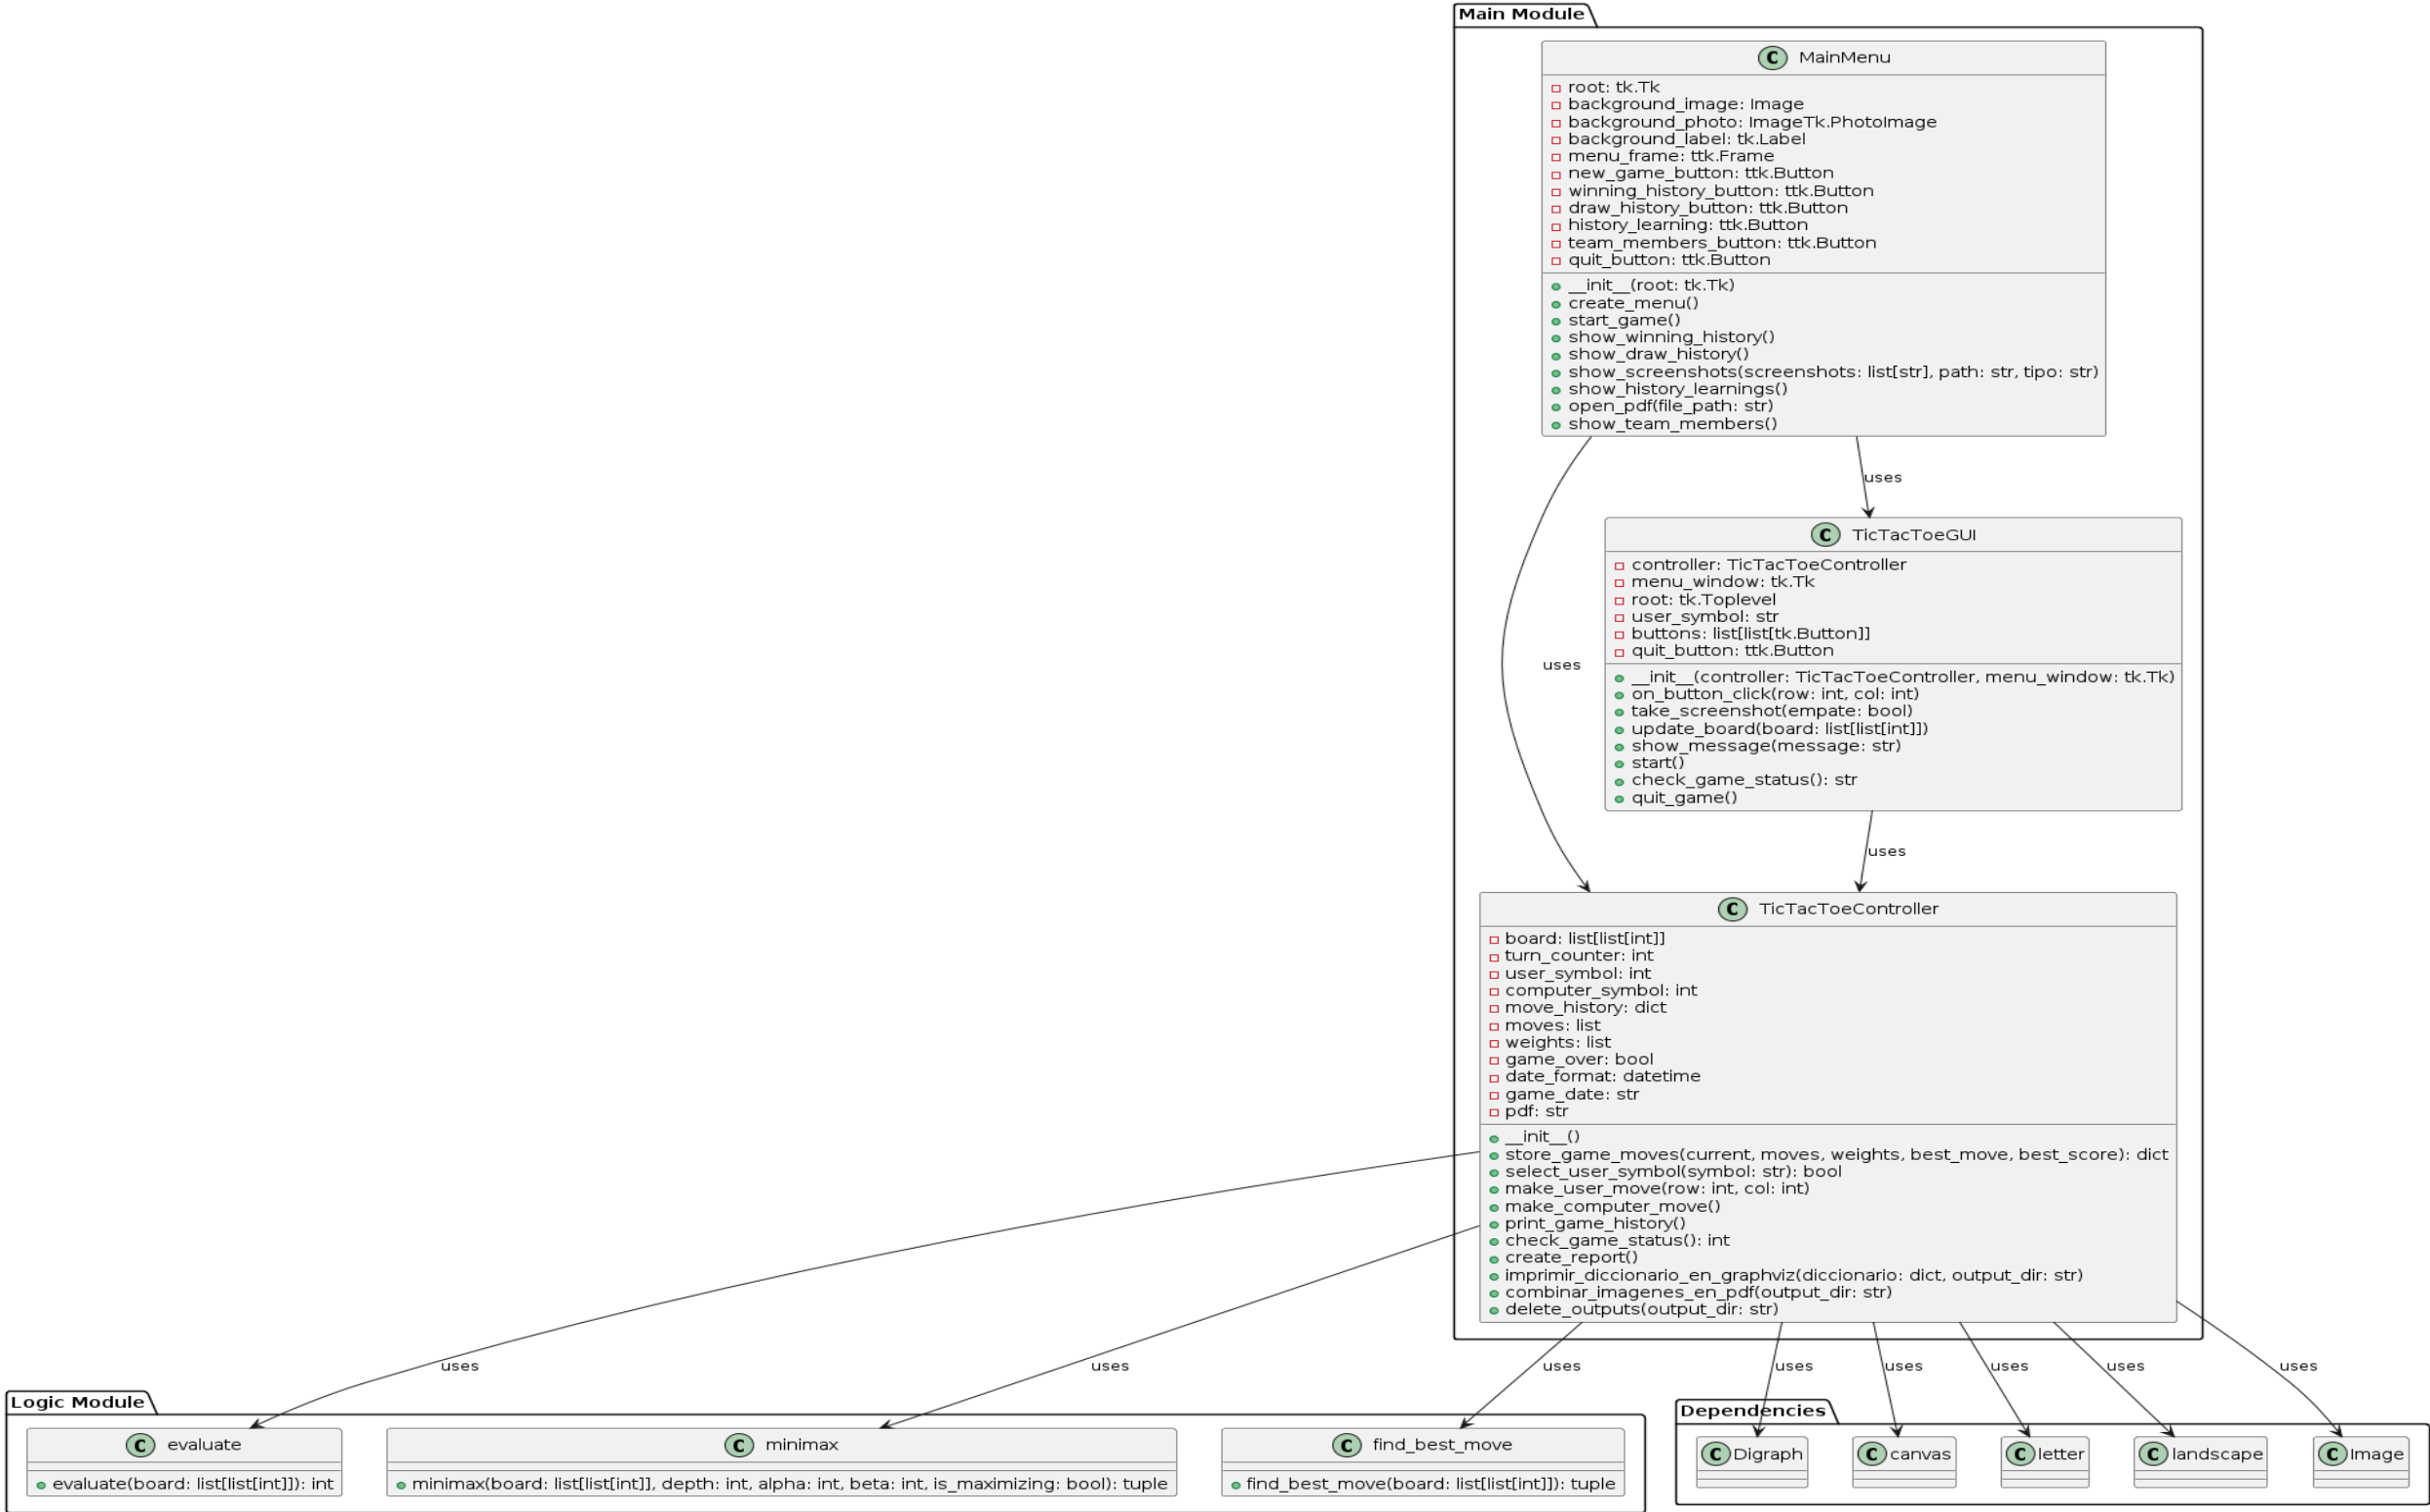 Main Module
C MainMenu
root: tk.Tk
background_image: Image
background_photo: ImageTk.PhotoImage
background_label: tk.Label
menu_frame: ttk.Frame
new_game_button: ttk.Button
winning_history_button: ttk.Button
draw_history_button: ttk.Button
history_learning: ttk.Button
team_members_button: ttk.Button
quit_button: ttk.Button
__init__(root: tk.Tk)
create_menu()
start_game()
show_winning_history()
show_draw_history()
show_screenshots(screenshots: list[str], path: str, tipo: str)
show_history_learnings()
open_pdf(file_path: str)
show_team_members()
uses
C TicTacToeGUI
controller: TicTacToeController
menu_window: tk.Tk
root: tk.Toplevel
user_symbol: str
buttons: list[list[tk.Button]]
quit_button: ttk.Button
__init__(controller: TicTacToeController, menu_window: tk.Tk)
on_button_click(row: int, col: int)
take_screenshot(empate: bool)
update_board(board: list[list[int]])
show_message(message: str)
start()
check_game_status(): str
quit_game()
uses
uses
C TicTacToeController
board: list[list[int]]
turn_counter: int
user_symbol: int
computer_symbol: int
move_history: dict
moves: list
weights: list
game_over: bool
date_format: datetime
game_date: str
pdf: str
__init__()
store_game_moves(current, moves, weights, best_move, best_score): dict
select_user_symbol(symbol: str): bool
make_user_move(row: int, col: int)
make_computer_move()
print_game_history()
check_game_status(): int
create_report()
imprimir_diccionario_en_graphviz(diccionario: dict, output_dir: str)
combinar_imagenes_en_pdf(output_dir: str)
delete_outputs(output_dir: str)
uses uses uses uses uses uses uses uses
Logic Module
C evaluate
evaluate(board: list[list[int]]): int
C minimax
minimax(board: list[list[int]], depth: int, alpha: int, beta: int, is_maximizing: bool): tuple
C find_best_move
find_best_move(board: list[list[int]]): tuple
Dependencies
C Digraph
C canvas
C letter
C landscape
C Image